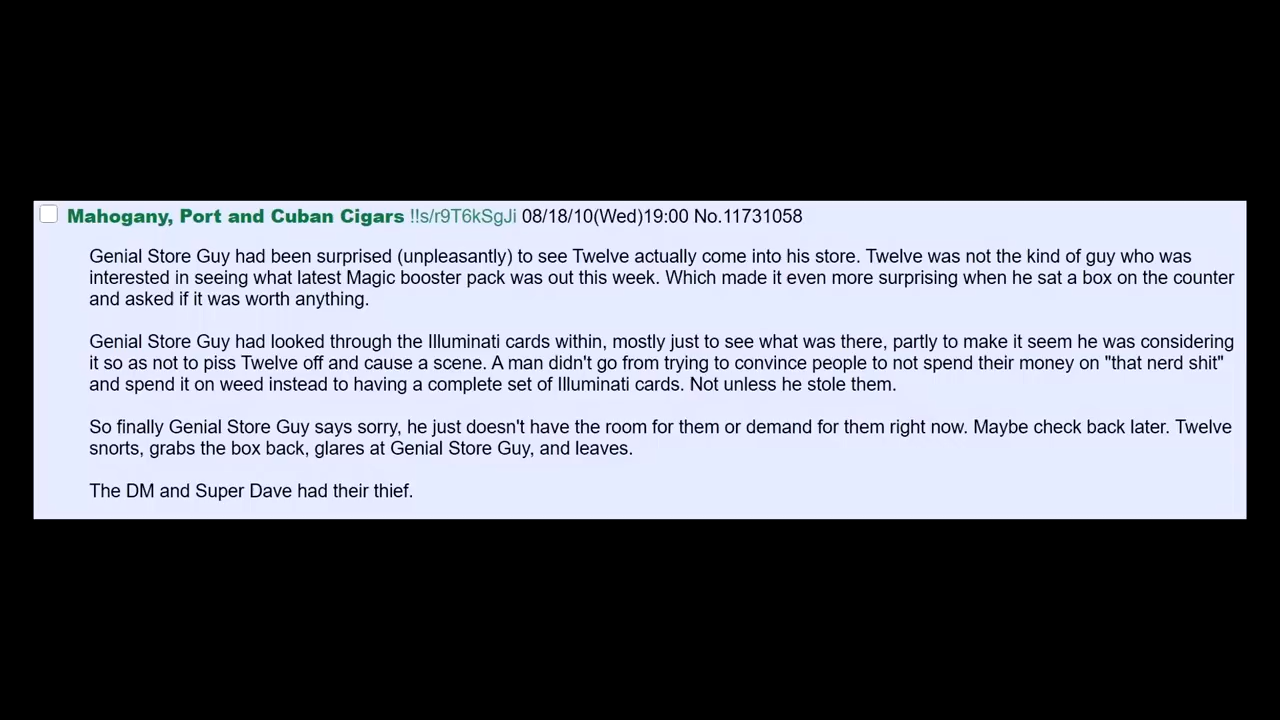 Mahogany, Port and Cuban Cigars !!s/r9T6kSgJi 08/18/10(Wed)19:00 No.11731058
Genial Store Guy had been surprised (unpleasantly) to see Twelve actually come into his store. Twelve was not the kind of guy who was
interested in seeing what latest Magic booster pack was out this week. Which made it even more surprising when he sat a box on the counter
and asked if it was worth anything.
Genial Store Guy had looked through the Illuminati cards within, mostly just to see what was there, partly to make it seem he was considering
it so as not to piss Twelve off and cause a scene. A man didn't go from trying to convince people to not spend their money on "that nerd shit"
and spend it on weed instead to having a complete set of Illuminati cards. Not unless he stole them.
So finally Genial Store Guy says sorry, he just doesn't have the room for them or demand for them right now. Maybe check back later. Twelve
snorts, grabs the box back, glares at Genial Store Guy, and leaves.
The DM and Super Dave had their thief.